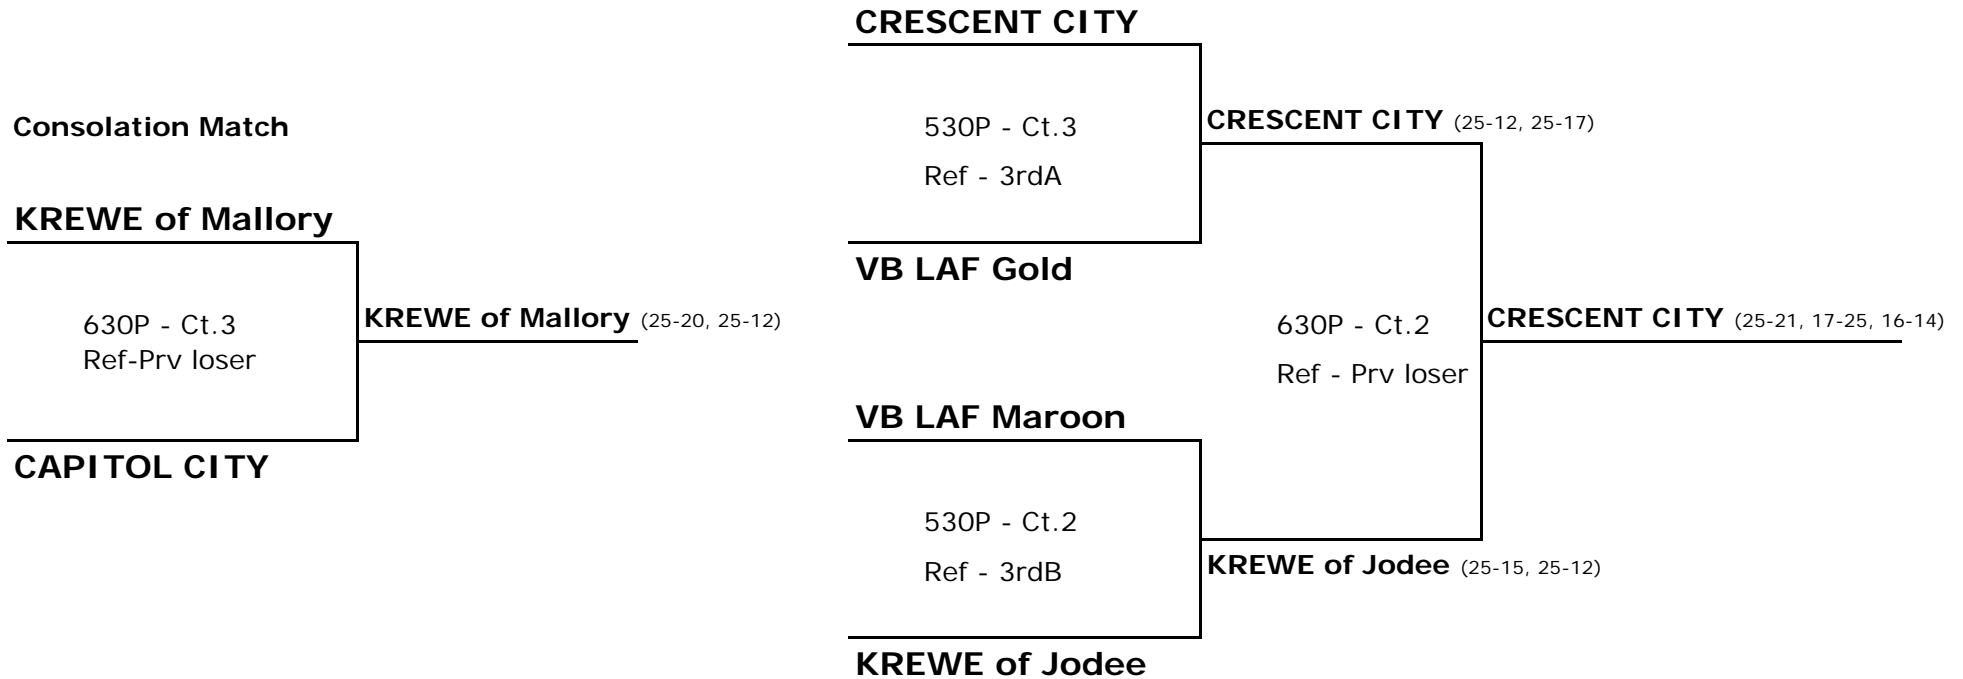 Consolation Match
KREWE of Mallory
630P - Ct.3
Ref-Prv loser
KREWE of Mallory (25-20, 25-12)
CAPITOL CITY
CRESCENT CITY
530P - Ct.3
Ref - 3rdA
CRESCENT CITY (25-12, 25-17)
VB LAF Gold
630P - Ct.2
Ref - Prv loser
CRESCENT CITY (25-21, 17-25, 16-14)
VB LAF Maroon
530P - Ct.2
Ref - 3rdB
KREWE of Jodee (25-15, 25-12)
KREWE of Jodee